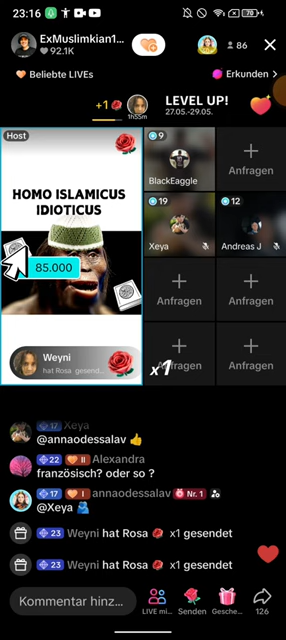 23:16
70
ExMuslimkian1...
92.1K
86
Beliebte LIVEs
Erkunden >
+1
1h55m
LEVEL UP!
27.05.-29.05.
Host
HOMO ISLAMICUS
IDIOTICUS
85.000
Weyni
hat Rosa gesend...
9
BlackEaggle
Anfragen
19
Xeya
12
Andreas J
Anfragen
Anfragen
Anfragen
Anfragen
x1
17 Xeya
@annaodessalav 👍
22 II Alexandra
französisch? oder so ?
17 I annaodessalav Nr. 1
@Xeya 🫂
23 Weyni hat Rosa x1 gesendet
23 Weyni hat Rosa x1 gesendet
Kommentar hinz...
LIVE mi...
Senden
Gesche...
126